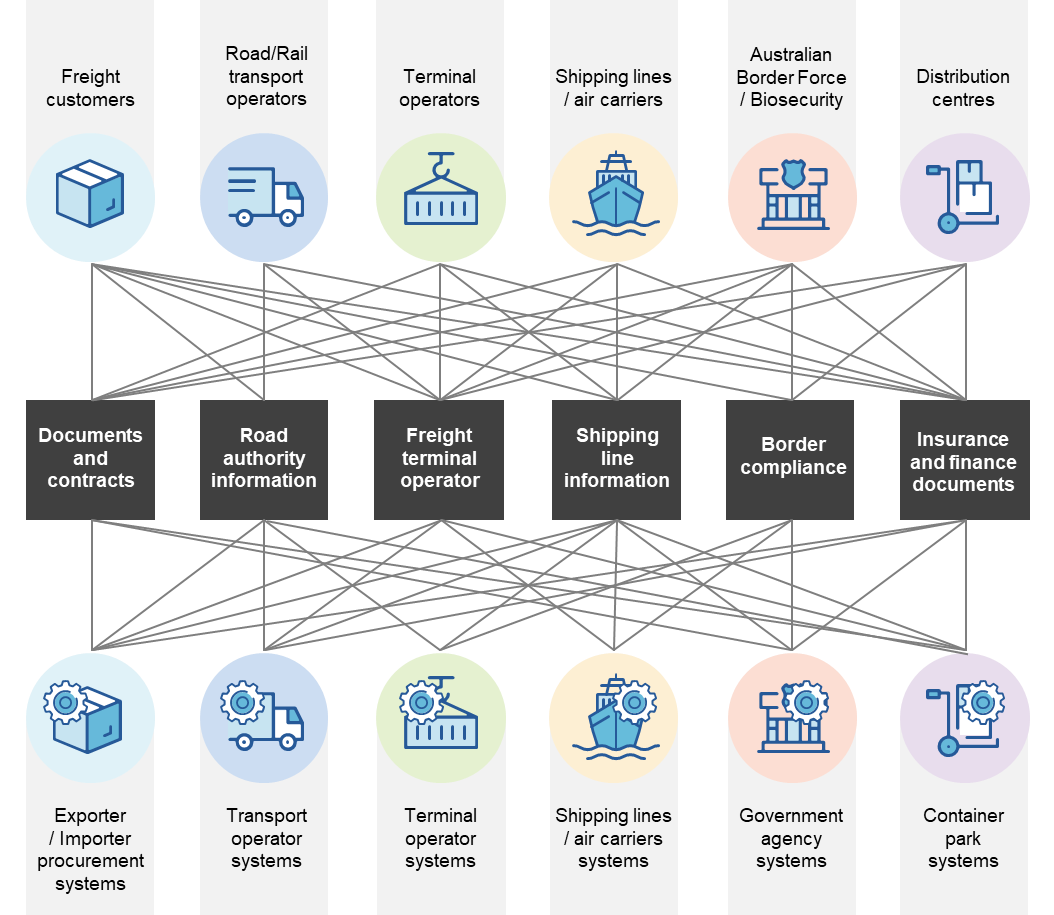 Freight
customers
Road/Rail
transport
operators
Terminal
operators
Shipping lines
/ air carriers
Australian
Border Force
/ Biosecurity
Distribution
centres
Documents
and
contracts
Road
authority
information
Freight
terminal
operator
Shipping
line
information
Border
compliance
Insurance
and finance
documents
Exporter
/ Importer
procurement
systems
Transport
operator
systems
Terminal
operator
systems
Shipping lines
/ air carriers
systems
Government
agency
systems
Container
park
systems